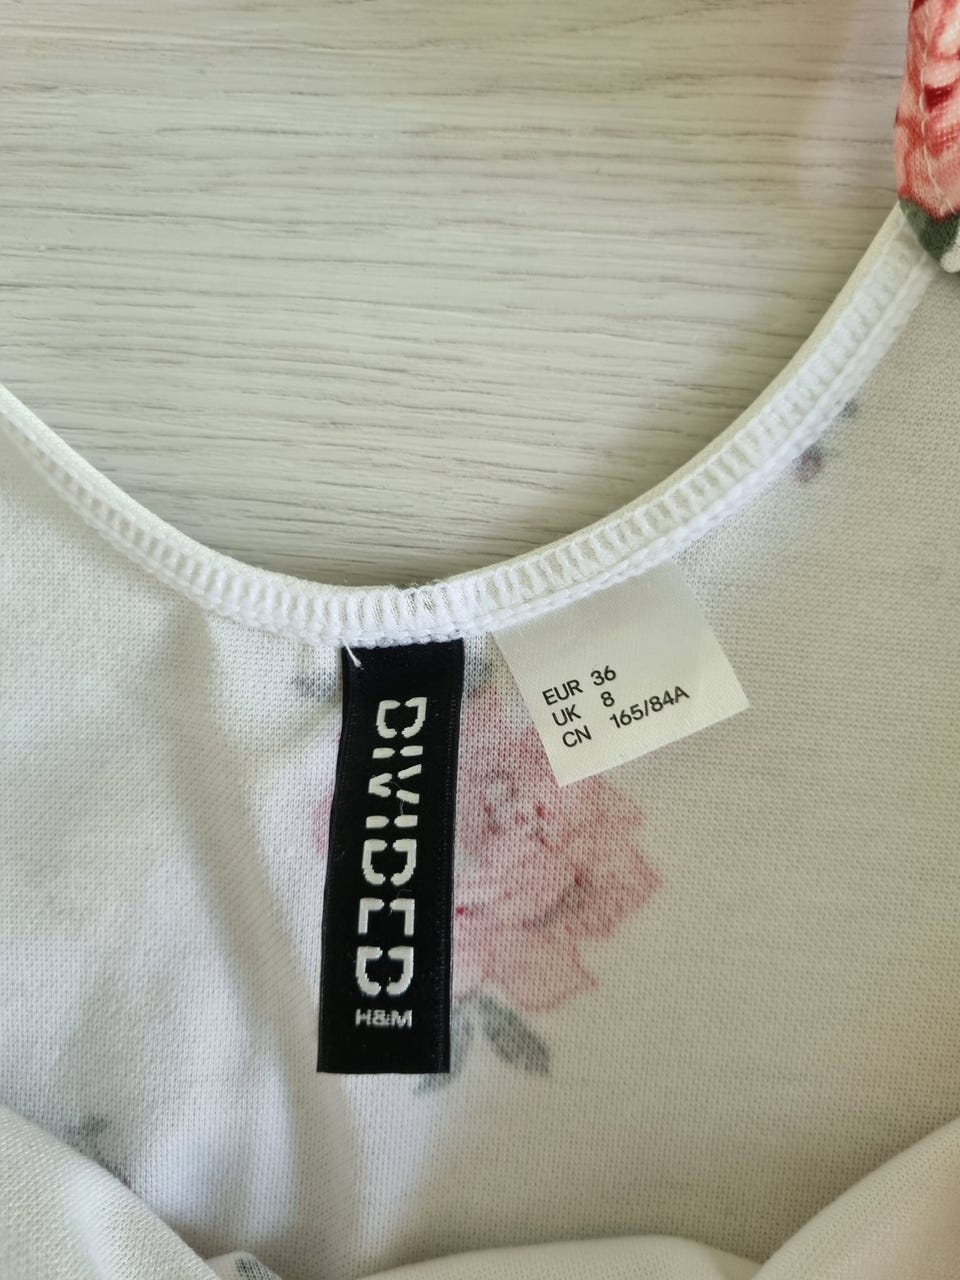 DIVIDED
H&M
EUR 36
UK 8
CN 165/84A